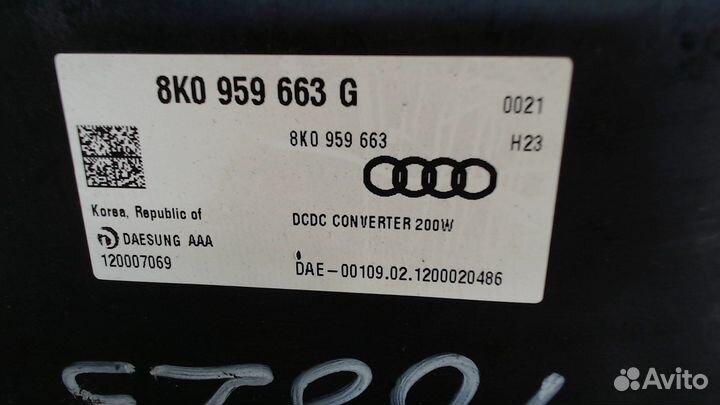 8K0 959 663 G
0021
8K0 959 663
H23
Korea, Republic of
DCDC CONVERTER 200W
DAESUNG AAA
120007069
DAE-00109.02.1200020486
Avito